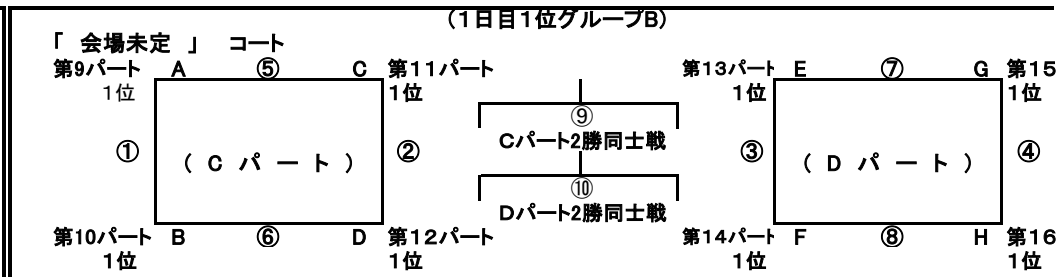 (1日目1位グループB)
「 会場未定 」 コート
第9パート A ⑤ C 第11パート 第13パート E ⑦ G 第15
1位 1位 1位 1位
⑨
Cパート2勝同士戦
① (Cパート) ② ③ (Dパート) ④
⑩
Dパート2勝同士戦
第10パート B ⑥ D 第12パート 第14パート F ⑧ H 第16
1位 1位 1位 1位